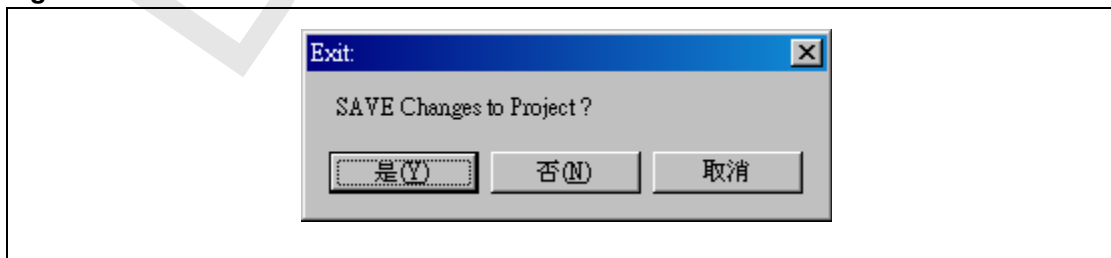 Exit:
SAVE Changes to Project ?
是(Y) 否(N) 取消